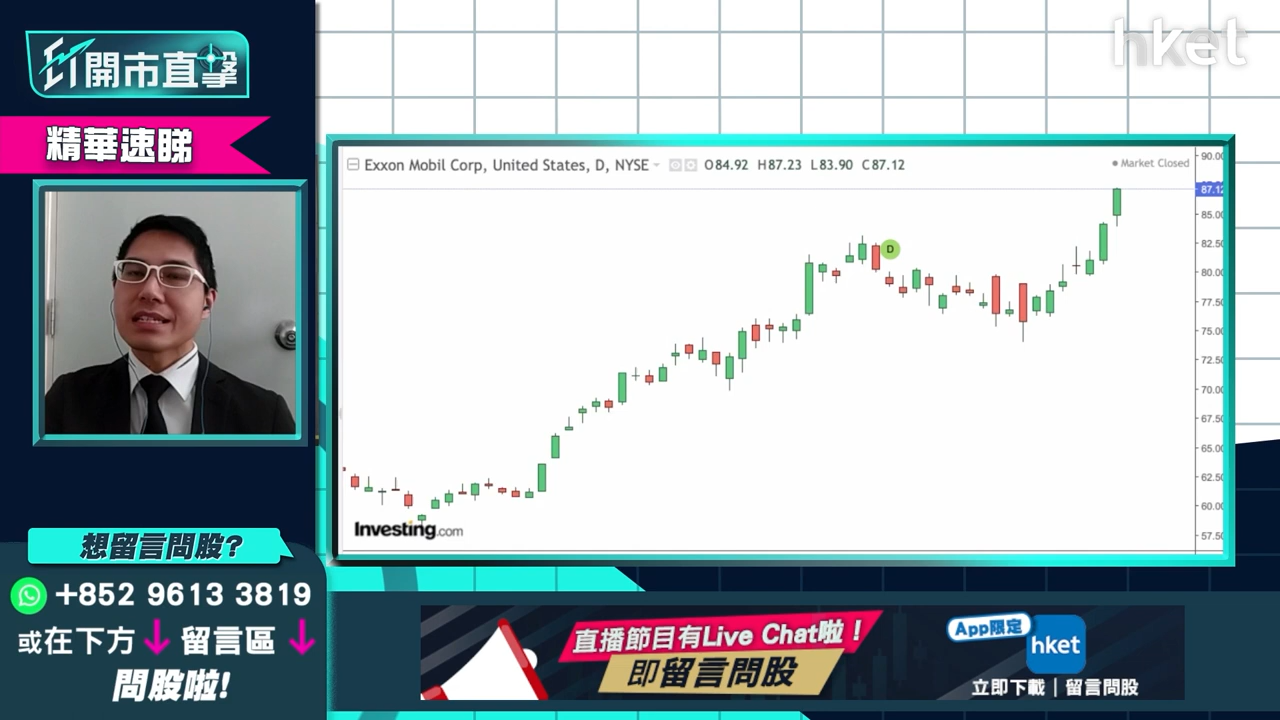 ET開市直擊
精華速睇
hket
Exxon Mobil Corp, United States, D, NYSE O84.92 H87.23 L83.90 C87.12
Market Closed
90.00
87.12
85.00
82.50
80.00
77.50
75.00
72.50
70.00
67.50
65.00
62.50
60.00
57.50
D
Investing.com
想留言問股?
+852 9613 3819
或在下方 留言區
問股啦!
直播節目有Live Chat啦！
即留言問股
App限定
hket
立即下載 | 留言問股